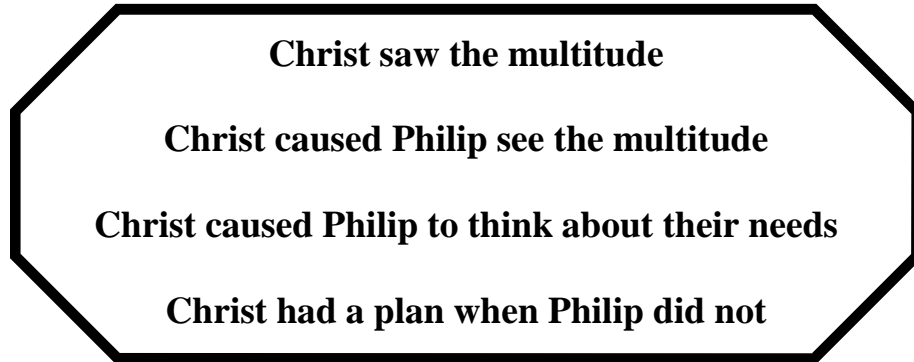 Christ saw the multitude
Christ caused Philip see the multitude
Christ caused Philip to think about their needs
Christ had a plan when Philip did not